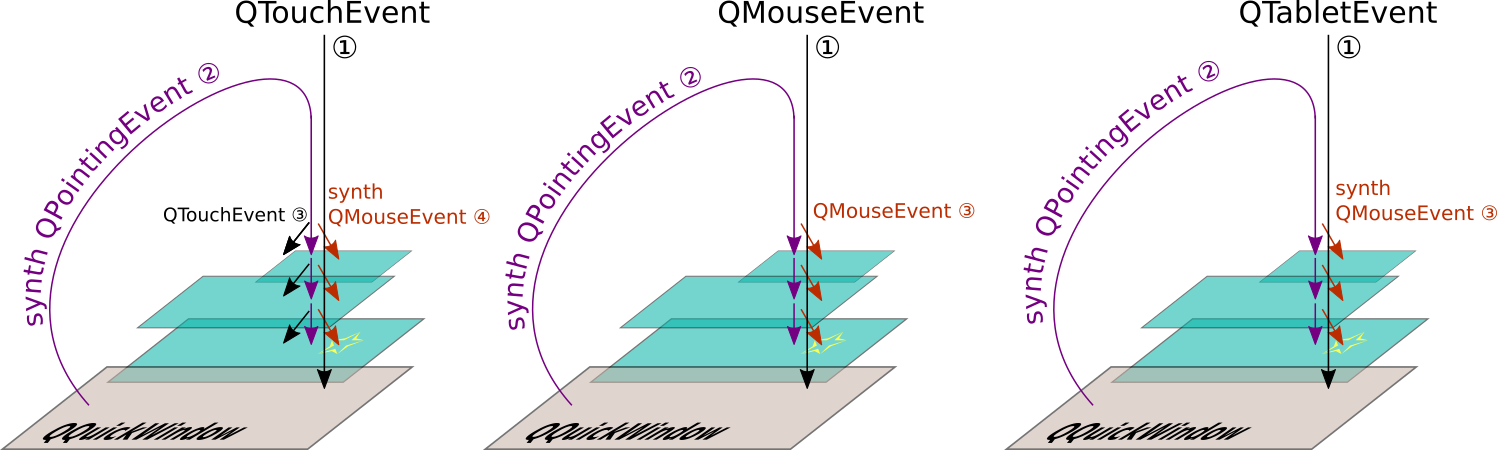 QTouchEvent
①
synth QPointingEvent ②
QTouchEvent ③
synth
QMouseEvent ④
QQuickWindow
QMouseEvent
①
synth QPointingEvent ②
QMouseEvent ③
QQuickWindow
QTabletEvent
①
synth QPointingEvent ②
synth
QMouseEvent ③
QQuickWindow